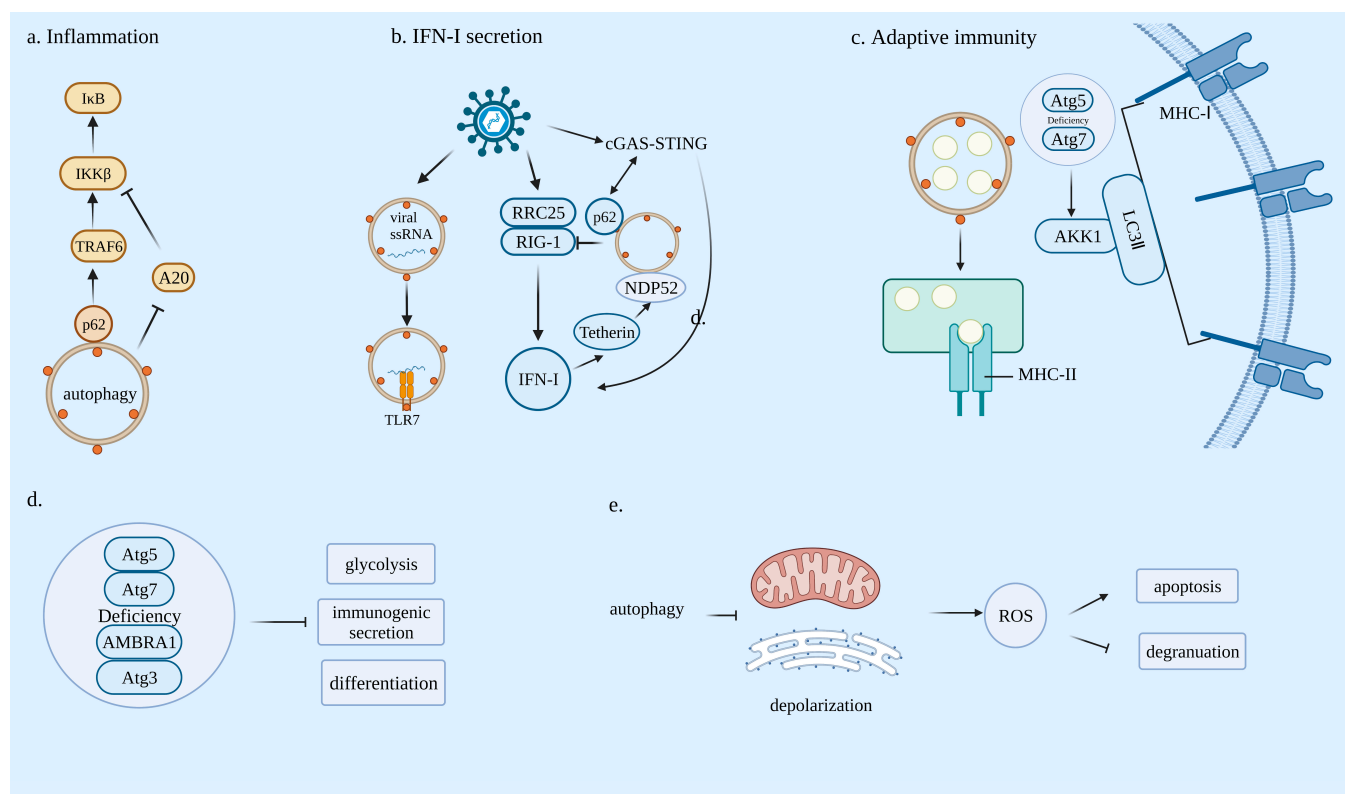 a. Inflammation
IκB
IKKβ
TRAF6
A20
p62
autophagy
b. IFN-I secretion
cGAS-STING
viral
ssRNA
RRC25
RIG-1
p62
NDP52
d.
Tetherin
IFN-I
TLR7
c. Adaptive immunity
Atg5
Deficiency
Atg7
MHC-Ⅰ
AKK1
LC3Ⅱ
MHC-II
d.
Atg5
Atg7
Deficiency
AMBRA1
Atg3
glycolysis
immunogenic
secretion
differentiation
e.
autophagy
depolarization
ROS
apoptosis
degranuation